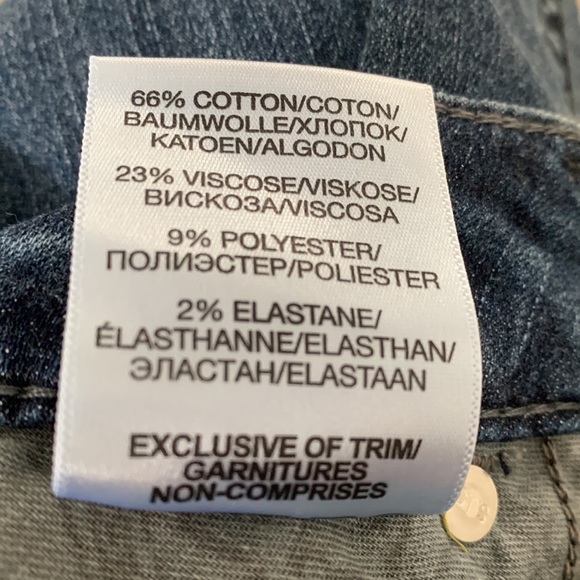 66% COTTON/COTON/
BAUMWOLLE/ХЛОПОК/
KATOEN/ALGODON
23% VISCOSE/VISKOSE/
ВИСКОЗА/VISCOSA
9% POLYESTER/
ПОЛИЭСТЕР/POLIESTER
2% ELASTANE/
ÉLASTHANNE/ELASTHAN/
ЭЛАСТАН/ELASTAAN
EXCLUSIVE OF TRIM/
GARNITURES
NON-COMPRISES